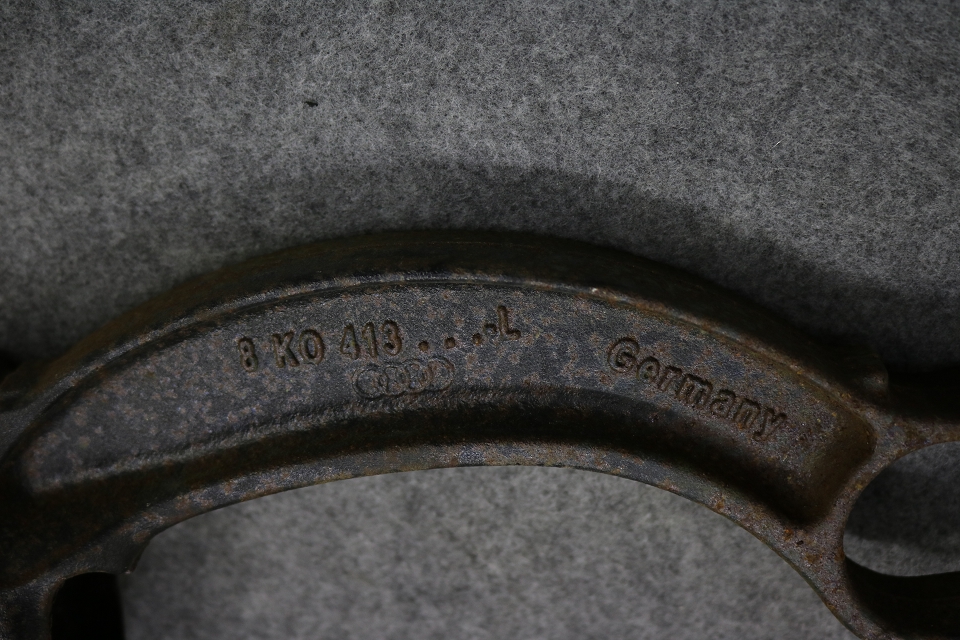 8 K0 413 . . . .-L
Germany